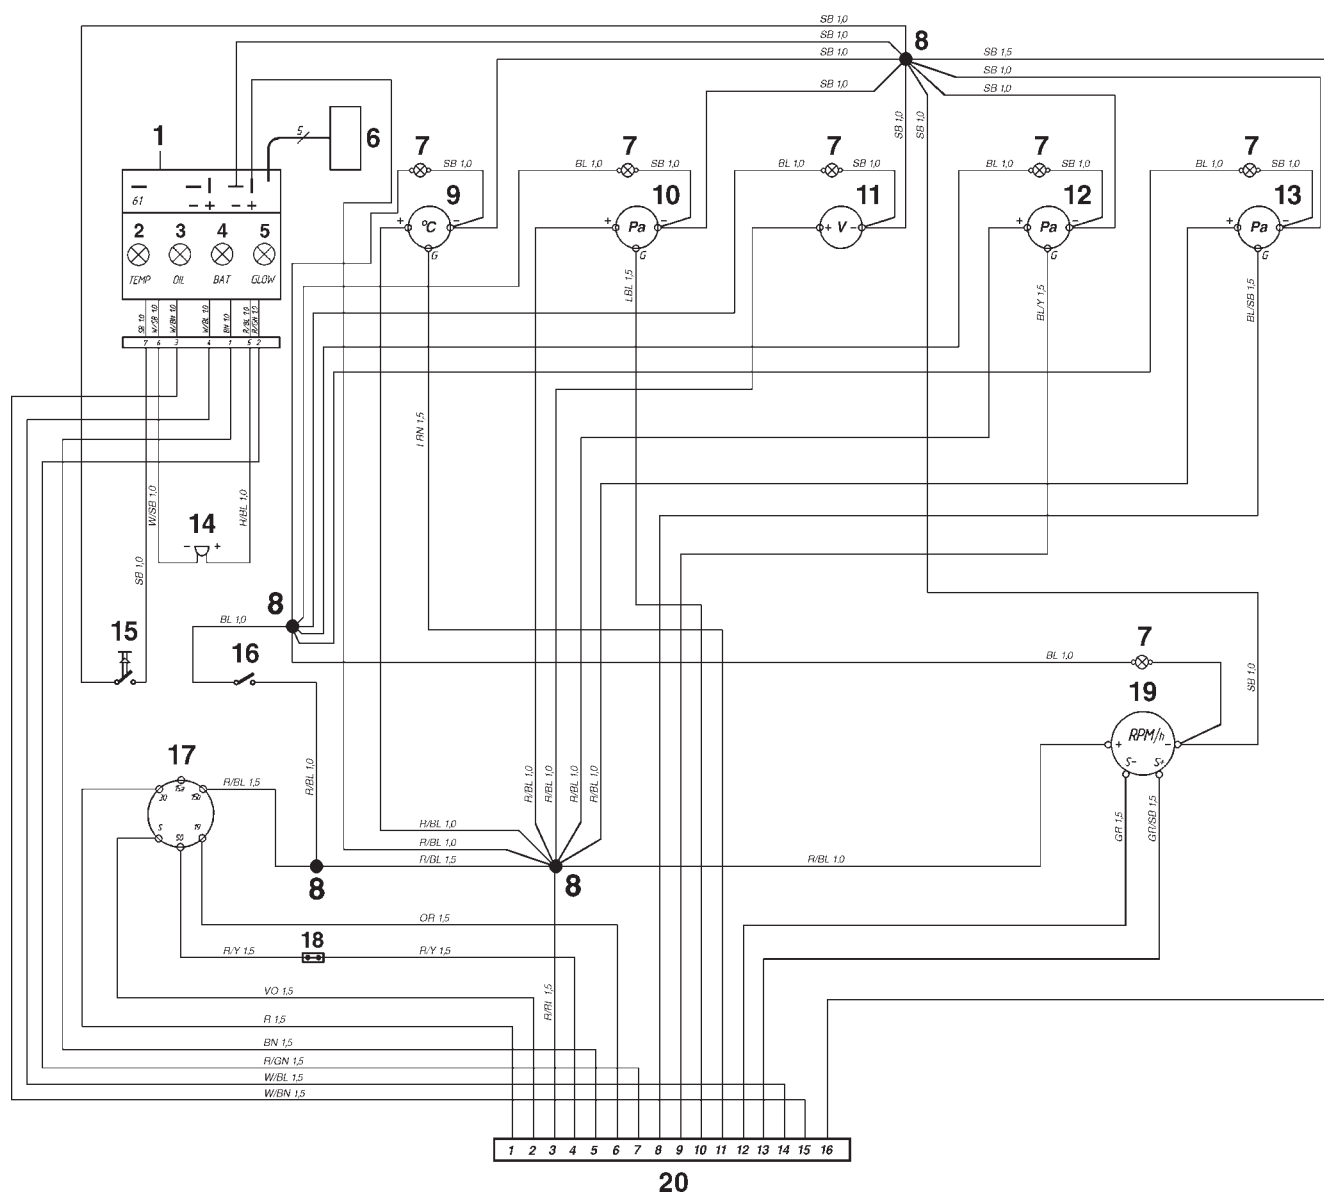 SB 1,0
SB 1,0
SB 1,0
8
SB 1,5
SB 1,0
SB 1,0
SB 1,0
SB 1,0
SB 1,0
1
5
6
7
SB 1,0
BL 1,0
7
SB 1,0
BL 1,0
7
SB 1,0
BL 1,0
7
SB 1,0
BL 1,0
7
SB 1,0
61
- + - +
9
10
11
12
13
+ °C -
G
+ Pa -
G
+ V -
+ Pa -
G
+ Pa -
G
2 3 4 5
TEMP OIL BAT GLOW
SB 1,0
W/SB 1,0
W/BN 1,0
W/BL 1,0
BN 1,0
R/BL 1,0
R/GN 1,0
7 6 3 4 1 5 2
LBL 1,5
BL/Y 1,5
BL/SB 1,5
W/SB 1,0
14
- +
SB 1,0
8
BL 1,0
15
16
7
BL 1,0
SB 1,0
19
+ RPM/h -
S- S+
17
R/BL 1,5
R/BL 1,0
30 15a
S 50 19
R/BL 1,0
R/BL 1,0
R/BL 1,0
R/BL 1,0
R/BL 1,0
R/BL 1,0
R/BL 1,5
8
8
R/BL 1,0
GR 1,5
GR/SB 1,5
OR 1,5
18
R/Y 1,5
R/Y 1,5
VO 1,5
R 1,5
BN 1,5
R/GN 1,5
W/BL 1,5
W/BN 1,5
1 2 3 4 5 6 7 8 9 10 11 12 13 14 15 16
20